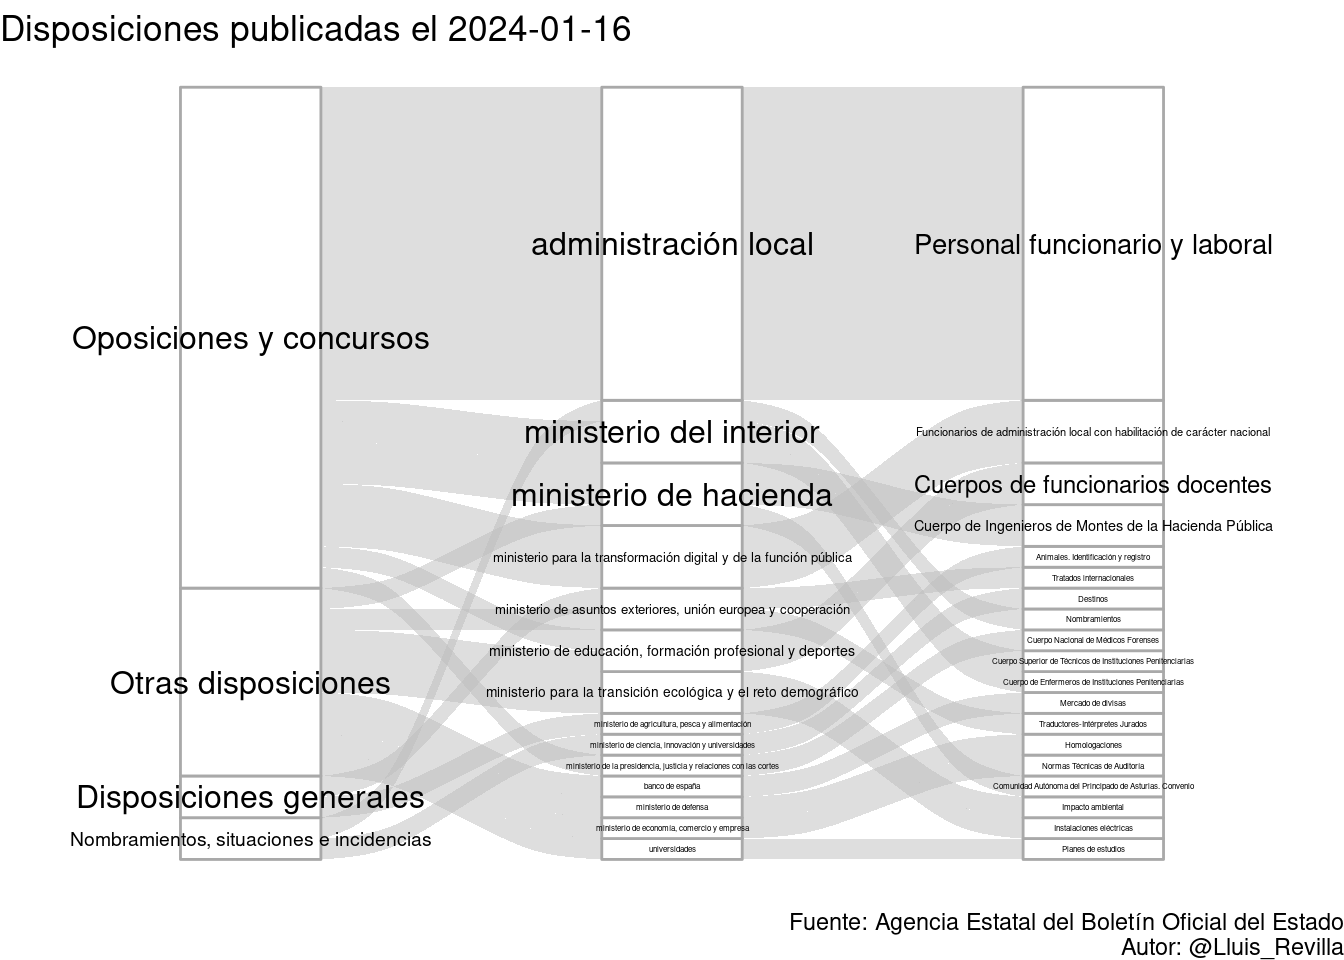 Disposiciones publicadas el 2024-01-16
Oposiciones y concursos
Otras disposiciones
Disposiciones generales
Nombramientos, situaciones e incidencias
administración local
ministerio del interior
ministerio de hacienda
ministerio para la transformación digital y de la función pública
ministerio de asuntos exteriores, unión europea y cooperación
ministerio de educación, formación profesional y deportes
ministerio para la transición ecológica y el reto demográfico
ministerio de agricultura, pesca y alimentación
ministerio de ciencia, innovación y universidades
ministerio de la presidencia, justicia y relaciones con las cortes
banco de españa
ministerio de defensa
ministerio de economía, comercio y empresa
universidades
Personal funcionario y laboral
Funcionarios de administración local con habilitación de carácter nacional
Cuerpos de funcionarios docentes
Cuerpo de Ingenieros de Montes de la Hacienda Pública
Animales. Identificación y registro
Tratados internacionales
Destinos
Nombramientos
Cuerpo Nacional de Médicos Forenses
Cuerpo Superior de Técnicos de Instituciones Penitenciarias
Cuerpo de Enfermeros de Instituciones Penitenciarias
Mercado de divisas
Traductores-Intérpretes Jurados
Homologaciones
Normas Técnicas de Auditoría
Comunidad Autónoma del Principado de Asturias. Convenio
Impacto ambiental
Instalaciones eléctricas
Planes de estudios
Fuente: Agencia Estatal del Boletín Oficial del Estado
Autor: @Lluis_Revilla